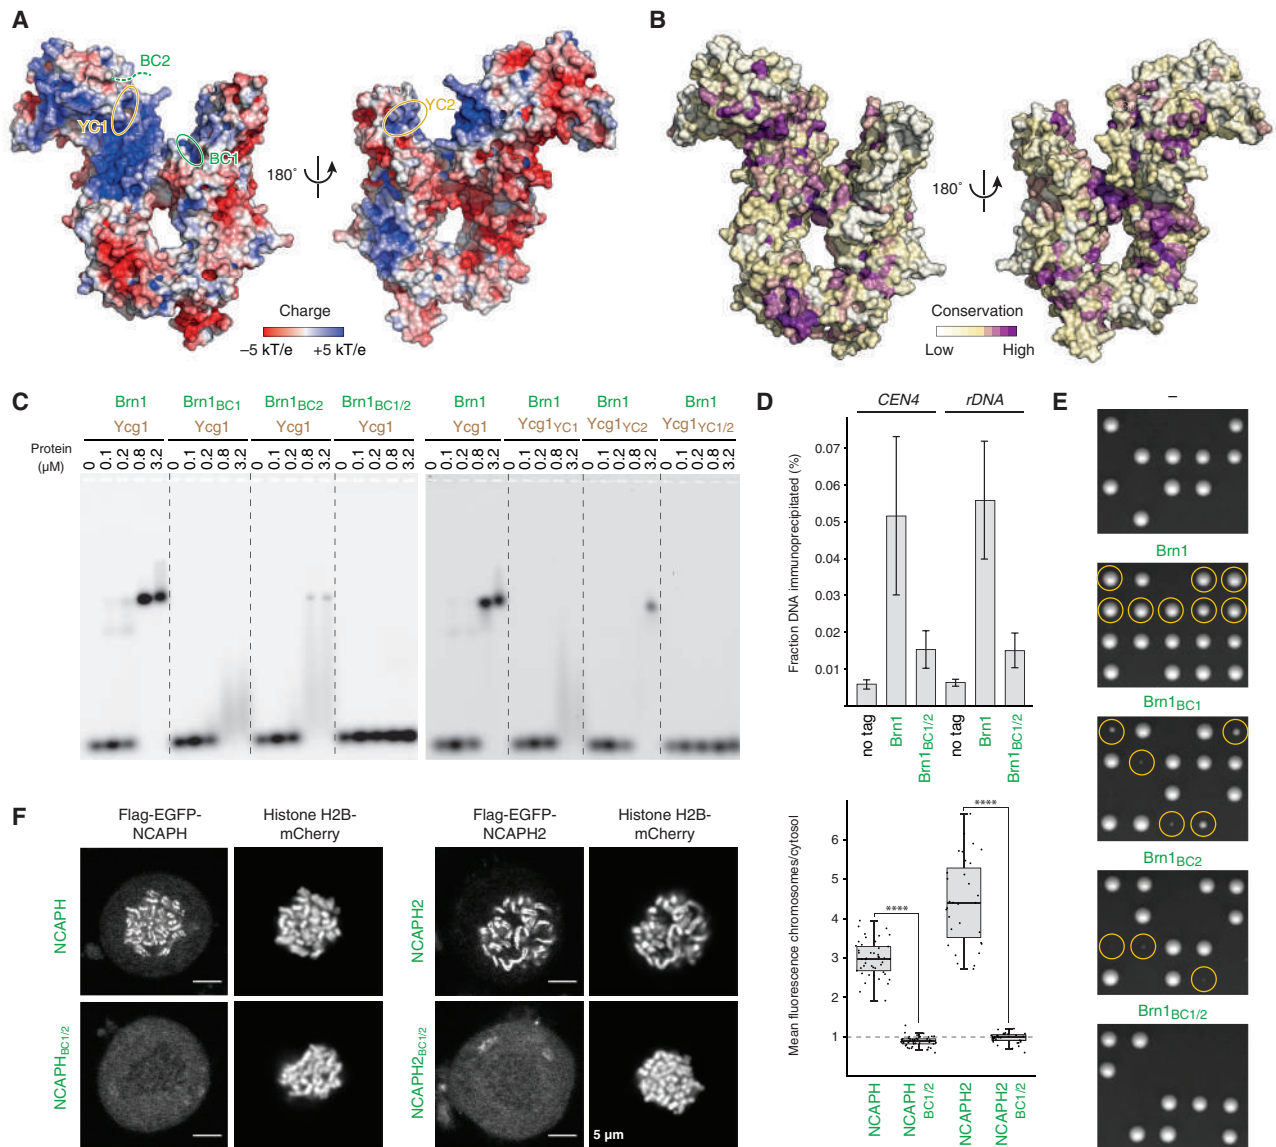 A
BC2
YC1
BC1
YC2
180°
Charge
–5 kT/e +5 kT/e
B
180°
Conservation
Low High
C
Brn1 Brn1BC1 Brn1BC2 Brn1BC1/2 Brn1 Brn1 Brn1 Brn1
Ycg1 Ycg1 Ycg1 Ycg1 Ycg1 Ycg1YC1 Ycg1YC2 Ycg1YC1/2
Protein (µM)
0 0.1 0.2 0.8 3.2 0 0.1 0.2 0.8 3.2 0 0.1 0.2 0.8 3.2 0 0.1 0.2 0.8 3.2 0 0.1 0.2 0.8 3.2 0 0.1 0.2 0.8 3.2 0 0.1 0.2 0.8 3.2 0 0.1 0.2 0.8 3.2
D
CEN4 rDNA
Fraction DNA immunoprecipitated (%)
0.07
0.06
0.05
0.04
0.03
0.02
0.01
no tag
Brn1
Brn1BC1/2
no tag
Brn1
Brn1BC1/2
E
–
Brn1
Brn1BC1
Brn1BC2
Brn1BC1/2
F
Flag-EGFP-
NCAPH
Histone H2B-
mCherry
Flag-EGFP-
NCAPH2
Histone H2B-
mCherry
NCAPH
NCAPH2
NCAPHBC1/2
NCAPH2BC1/2
5 µm
Mean fluorescence chromosomes/cytosol
6
5
4
3
2
1
****
****
NCAPH
NCAPH BC1/2
NCAPH2
NCAPH2 BC1/2